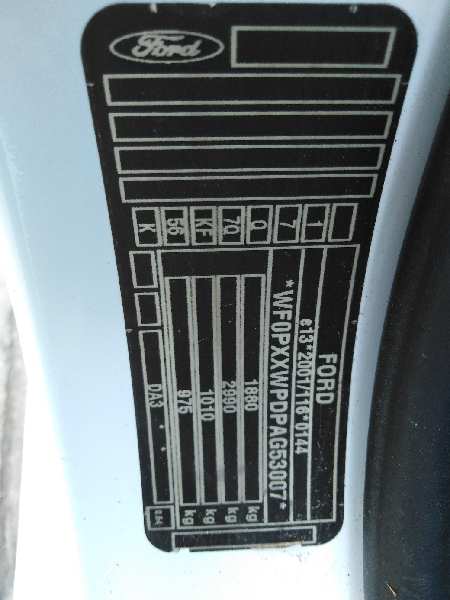 Ford
FORD
e13*2001/116*0144
*WF0PXXWPDPAG53007*
1880 kg
2990 kg
1010 kg
975 kg
DA3
1 7 Q 7Q KF 56 K